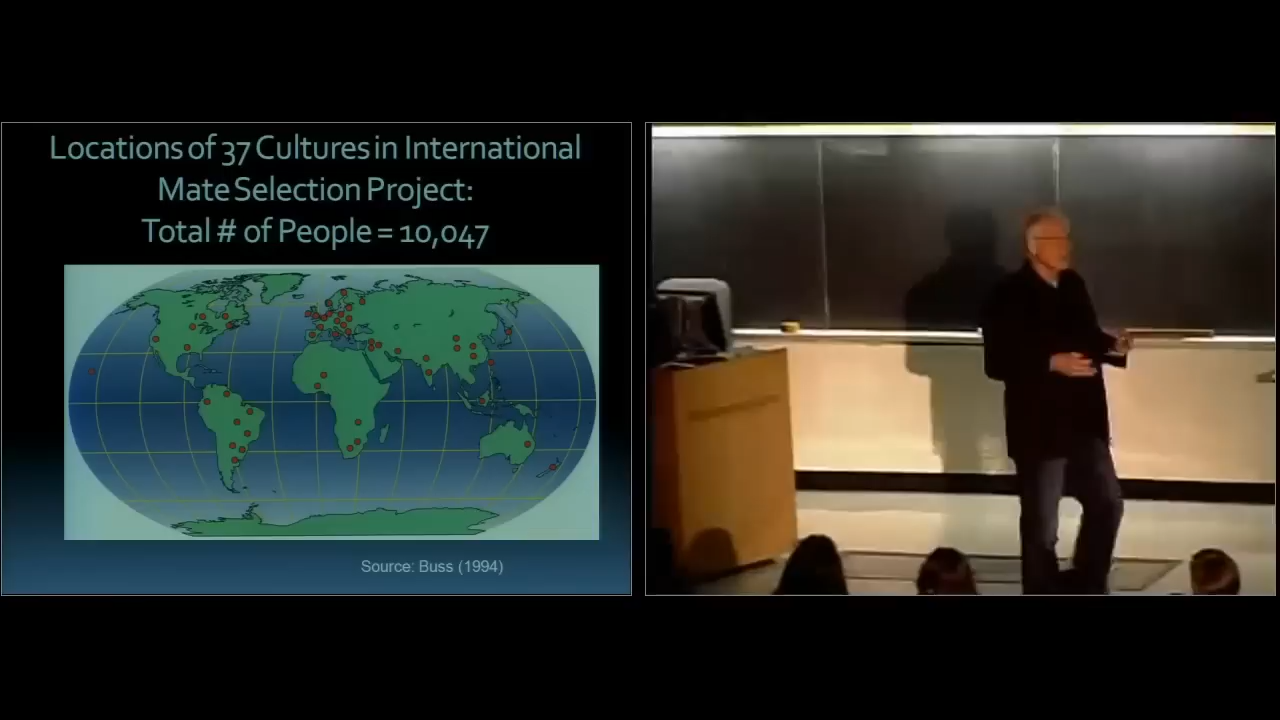 Locations of 37 Cultures in International
Mate Selection Project:
Total # of People = 10,047
Source: Buss (1994)